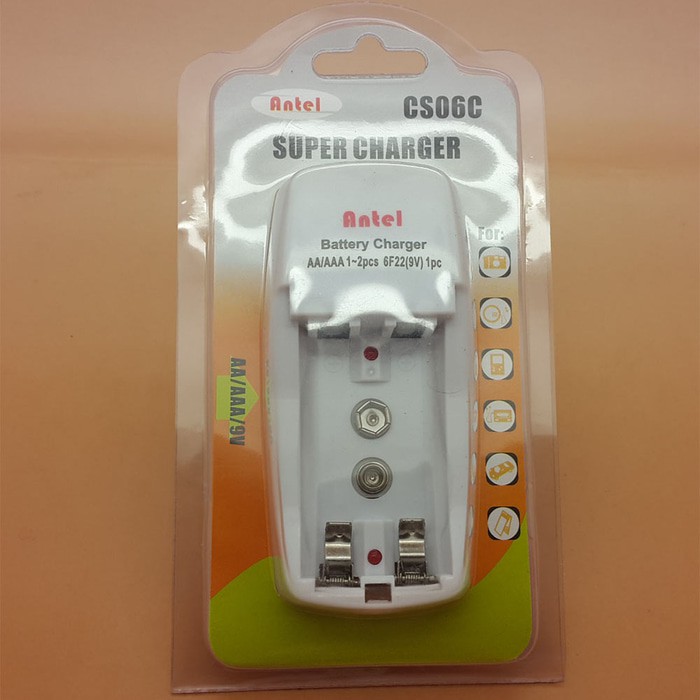 Antel
CS06C
SUPER CHARGER
Antel
Battery Charger
AA/AAA 1~2pcs 6F22(9V) 1pc
For:
AA/AAA/9V